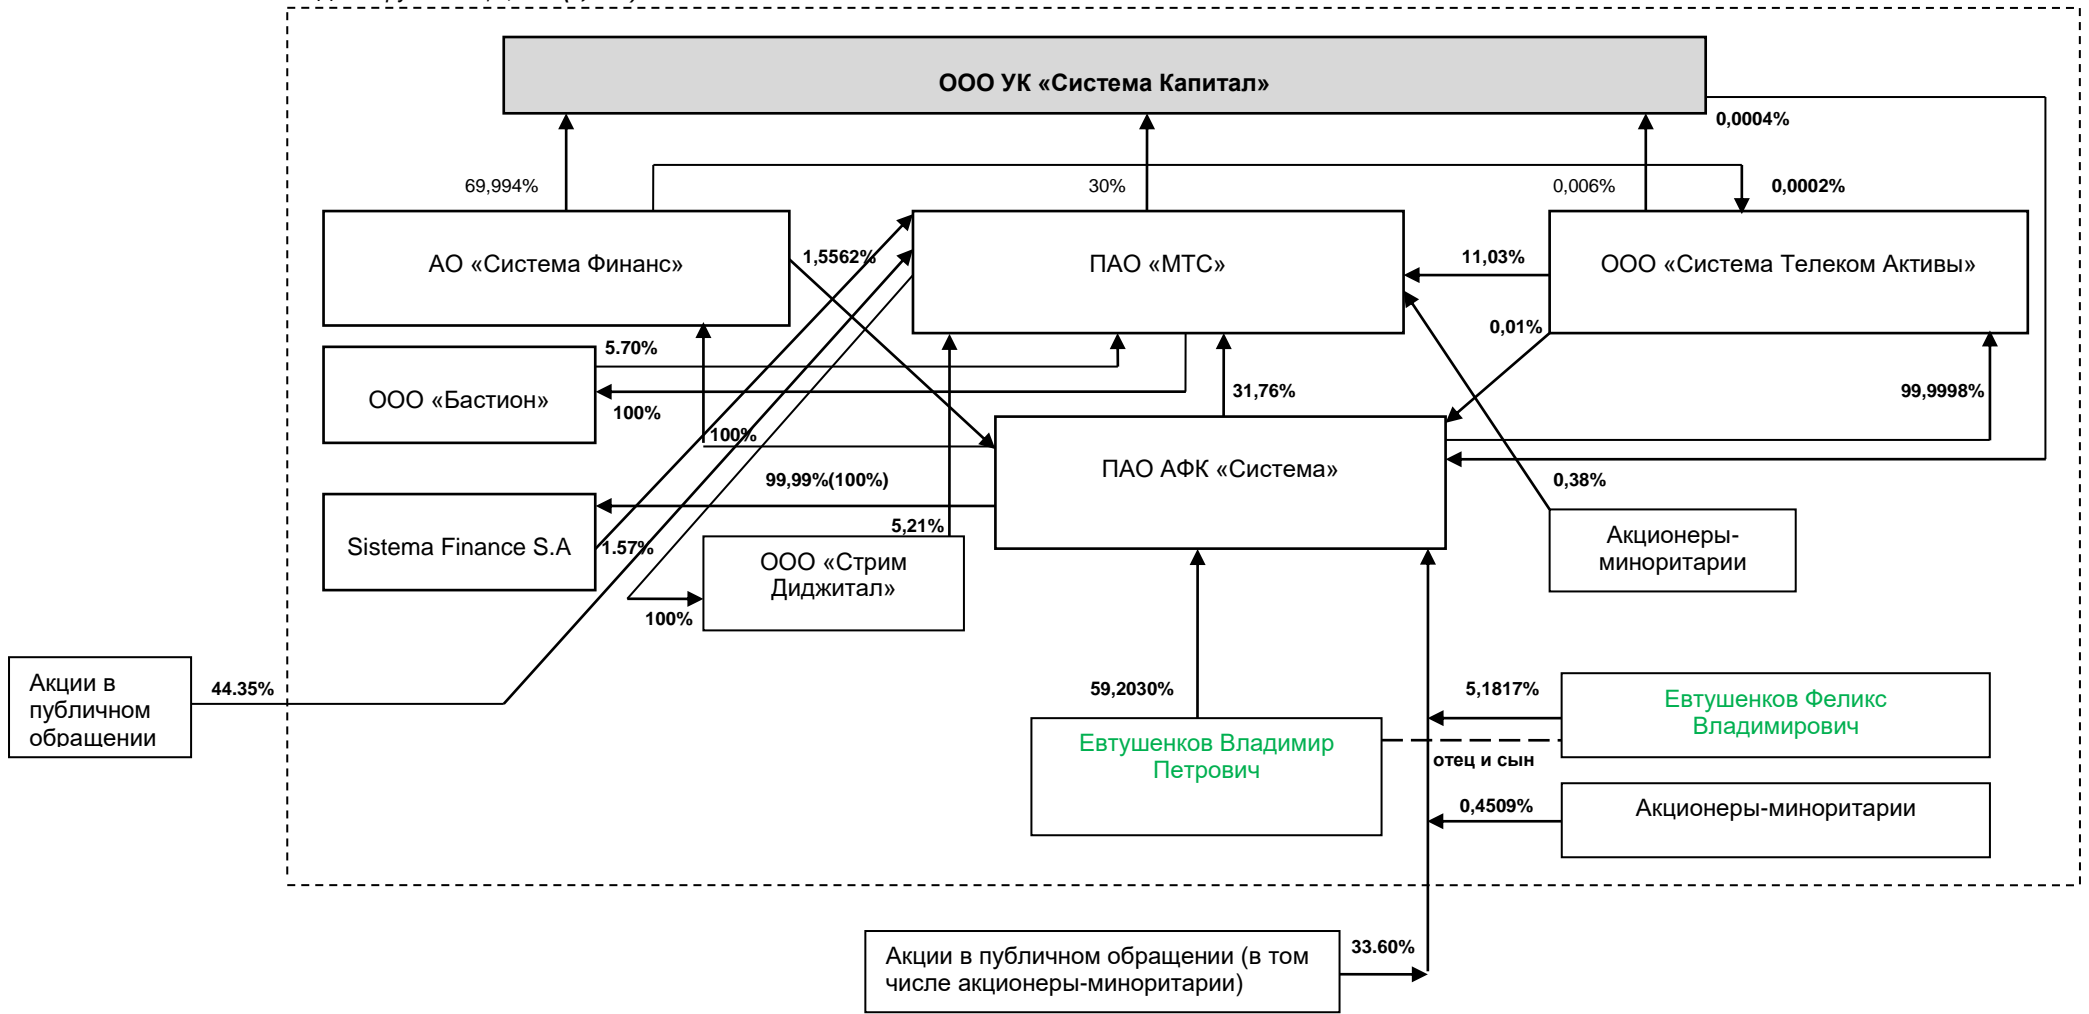 ООО УК «Система Капитал»
0,0004%
69,994%
30%
0,006%
0,0002%
АО «Система Финанс»
1,5562%
ПАО «МТС»
11,03%
ООО «Система Телеком Активы»
0,01%
5.70%
ООО «Бастион»
100%
31,76%
99,9998%
100%
ПАО АФК «Система»
99,99%(100%)
0,38%
5,21%
Sistema Finance S.A
1.57%
ООО «Стрим
Диджитал»
100%
Акционеры-
миноритарии
Акции в
публичном
обращении
44.35%
59,2030%
5,1817%
Евтушенков Феликс
Владимирович
Евтушенков Владимир
Петрович
отец и сын
0,4509%
Акционеры-миноритарии
33.60%
Акции в публичном обращении (в том
числе акционеры-миноритарии)